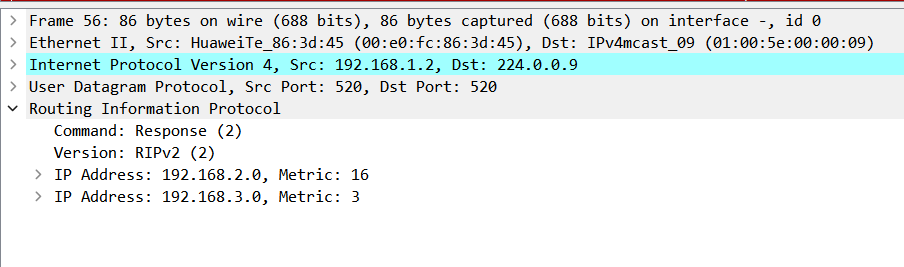 Frame 56: 86 bytes on wire (688 bits), 86 bytes captured (688 bits) on interface -, id 0
Ethernet II, Src: HuaweiTe_86:3d:45 (00:e0:fc:86:3d:45), Dst: IPv4mcast_09 (01:00:5e:00:00:09)
Internet Protocol Version 4, Src: 192.168.1.2, Dst: 224.0.0.9
User Datagram Protocol, Src Port: 520, Dst Port: 520
Routing Information Protocol
Command: Response (2)
Version: RIPv2 (2)
IP Address: 192.168.2.0, Metric: 16
IP Address: 192.168.3.0, Metric: 3